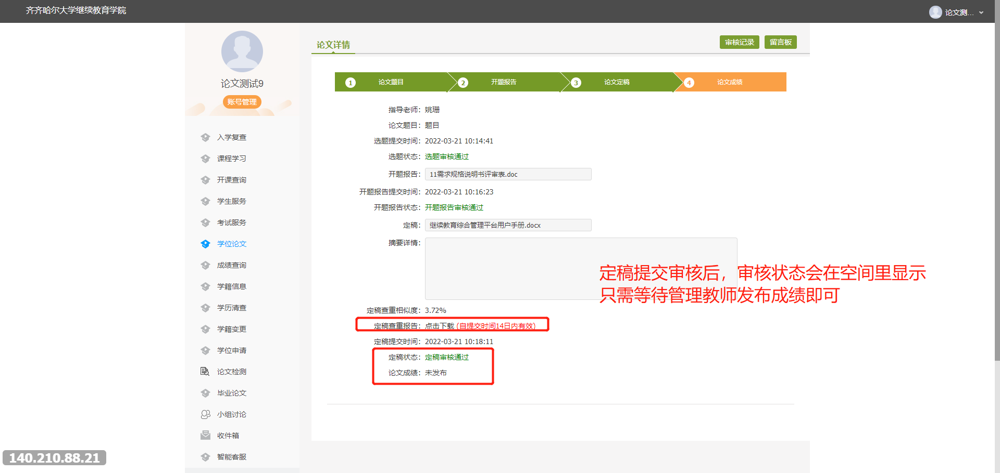 齐齐哈尔大学继续教育学院
论文测...
论文测试9
账号管理
入学复查
课程学习
开课查询
学生服务
考试服务
学位论文
成绩查询
学籍信息
学历清查
学籍变更
学位申请
论文检测
毕业论文
小组讨论
收件箱
智能客服
论文详情
审核记录
留言板
1 论文题目
2 开题报告
3 论文定稿
4 论文成绩
指导老师：姚珊
论文题目：题目
选题提交时间：2022-03-21 10:14:41
选题状态：选题审核通过
开题报告：11需求规格说明书评审表.doc
开题报告提交时间：2022-03-21 10:16:23
开题报告状态：开题报告审核通过
定稿：继续教育综合管理平台用户手册.docx
摘要详情：
定稿提交审核后，审核状态会在空间里显示
只需等待管理教师发布成绩即可
定稿查重相似度：3.72%
定稿查重报告：点击下载 (自提交时间14日内有效)
定稿提交时间：2022-03-21 10:18:11
定稿状态：定稿审核通过
论文成绩：未发布
140.210.88.21